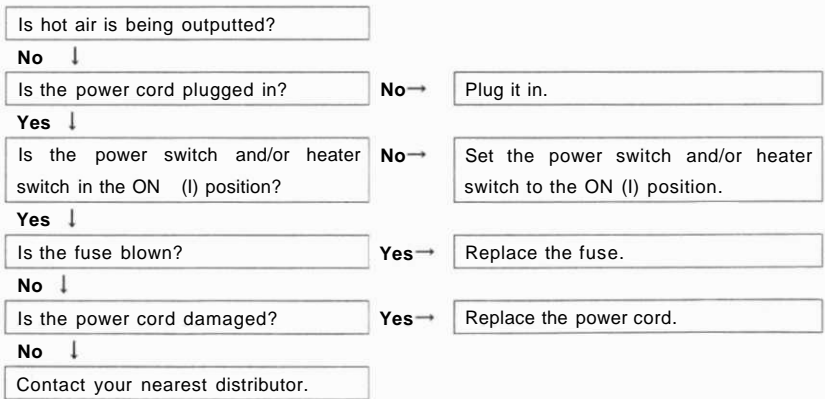 Is hot air is being outputted?
No ↓
Is the power cord plugged in? No→ Plug it in.
Yes ↓
Is the power switch and/or heater No→ Set the power switch and/or heater
switch in the ON (I) position? switch to the ON (I) position.
Yes ↓
Is the fuse blown? Yes→ Replace the fuse.
No ↓
Is the power cord damaged? Yes→ Replace the power cord.
No ↓
Contact your nearest distributor.